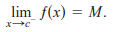 lim f(x) = M.
x→c